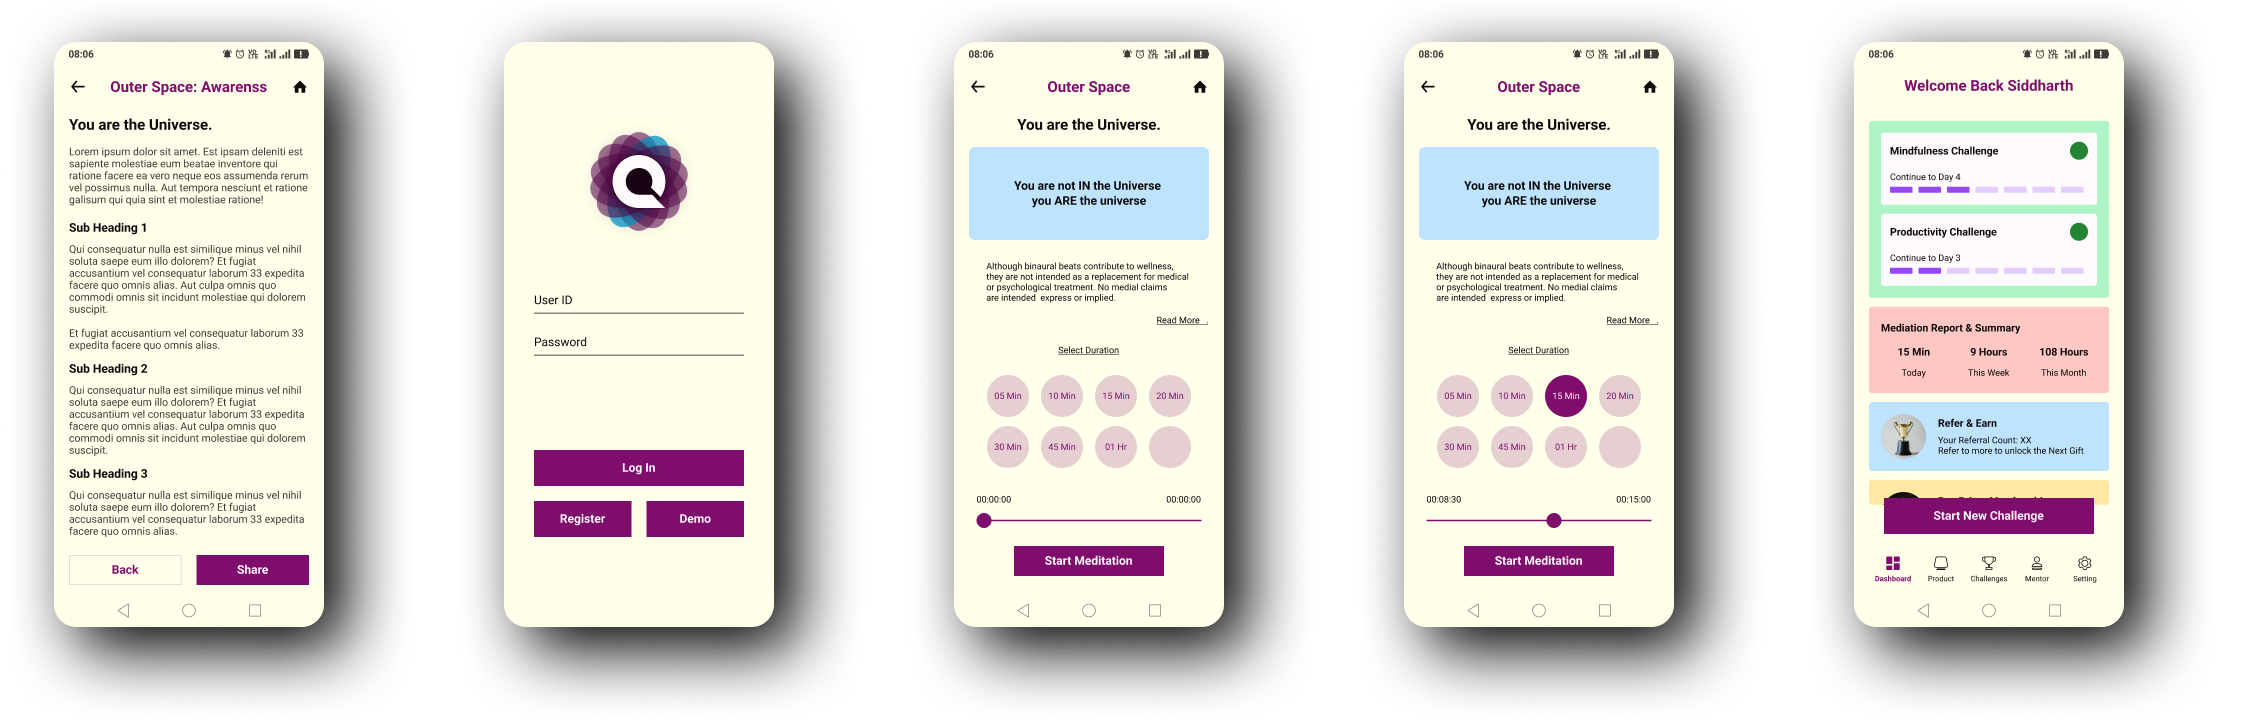 08:06
Outer Space: Awarenss
You are the Universe.
Lorem ipsum dolor sit amet. Est ipsam deleniti est
sapiente molestiae eum beatae inventore qui
ratione facere ea vero neque eos assumenda rerum
vel possimus nulla. Aut tempora nesciunt et ratione
galisum qui quia sint et molestiae ratione!
Sub Heading 1
Qui consequatur nulla est similique minus vel nihil
soluta saepe eum illo dolorem? Et fugiat
accusantium vel consequatur laborum 33 expedita
facere quo omnis alias. Aut culpa omnis quo
commodi omnis sit incidunt molestiae qui dolorem
suscipit.
Et fugiat accusantium vel consequatur laborum 33
expedita facere quo omnis alias.
Sub Heading 2
Qui consequatur nulla est similique minus vel nihil
soluta saepe eum illo dolorem? Et fugiat
accusantium vel consequatur laborum 33 expedita
facere quo omnis alias. Aut culpa omnis quo
commodi omnis sit incidunt molestiae qui dolorem
suscipit.
Sub Heading 3
Qui consequatur nulla est similique minus vel nihil
soluta saepe eum illo dolorem? Et fugiat
accusantium vel consequatur laborum 33 expedita
facere quo omnis alias.
Back
Share
User ID
Password
Log In
Register
Demo
08:06
Outer Space
You are the Universe.
You are not IN the Universe
you ARE the universe
Although binaural beats contribute to wellness,
they are not intended as a replacement for medical
or psychological treatment. No medial claims
are intended express or implied.
Read More
Select Duration
05 Min 10 Min 15 Min 20 Min
30 Min 45 Min 01 Hr
00:00:00 00:00:00
Start Meditation
08:06
Outer Space
You are the Universe.
You are not IN the Universe
you ARE the universe
Although binaural beats contribute to wellness,
they are not intended as a replacement for medical
or psychological treatment. No medial claims
are intended express or implied.
Read More
Select Duration
05 Min 10 Min 15 Min 20 Min
30 Min 45 Min 01 Hr
00:08:30 00:15:00
Start Meditation
08:06
Welcome Back Siddharth
Mindfulness Challenge
Continue to Day 4
Productivity Challenge
Continue to Day 3
Mediation Report & Summary
15 Min 9 Hours 108 Hours
Today This Week This Month
Refer & Earn
Your Referral Count: XX
Refer to more to unlock the Next Gift
Start New Challenge
Dashboard Product Challenges Mentor Setting